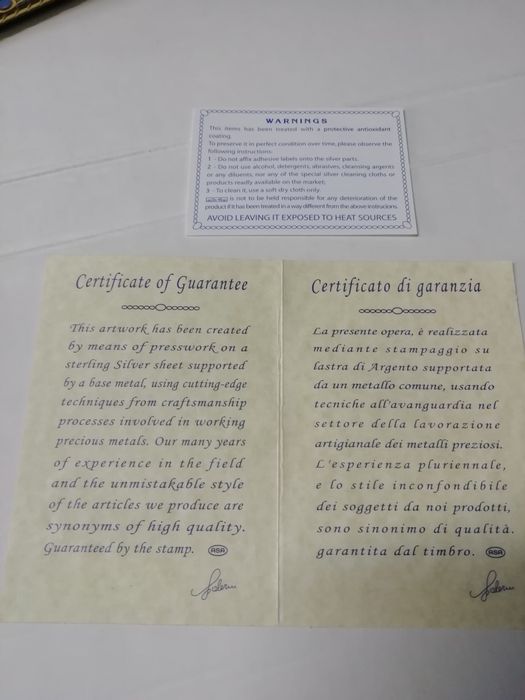 WARNINGS
This items has been treated with a protective antioxidant
coating.
To preserve it in perfect condition over time, please observe the
following instructions:
1 - Do not affix adhesive labels onto the silver parts.
2 - Do not use alcohol, detergents, abrasives, cleaning argents
or any diluents, nor any of the special silver cleaning cloths or
products readily available on the market;
3 - To clean it, use a soft dry cloth only.
is not to be held responsible for any deterioration of the
product if it has been treated in a way different from the above instructions
AVOID LEAVING IT EXPOSED TO HEAT SOURCES
Certificate of Guarantee
This artwork has been created
by means of presswork on a
sterling Silver sheet supported
by a base metal, using cutting-edge
techniques from craftsmanship
processes involved in working
precious metals. Our many years
of experience in the field
and the unmistakable style
of the articles we produce are
synonyms of high quality.
Guaranteed by the stamp.
Certificato di garanzia
La presente opera, è realizzata
mediante stampaggio su
lastra di Argento supportata
da un metallo comune, usando
tecniche all'avanguardia nel
settore della lavorazione
artigianale dei metalli preziosi.
L'esperienza pluriennale,
e lo stile inconfondibile
dei soggetti da noi prodotti,
sono sinonimo di qualità.
garantita dal timbro.